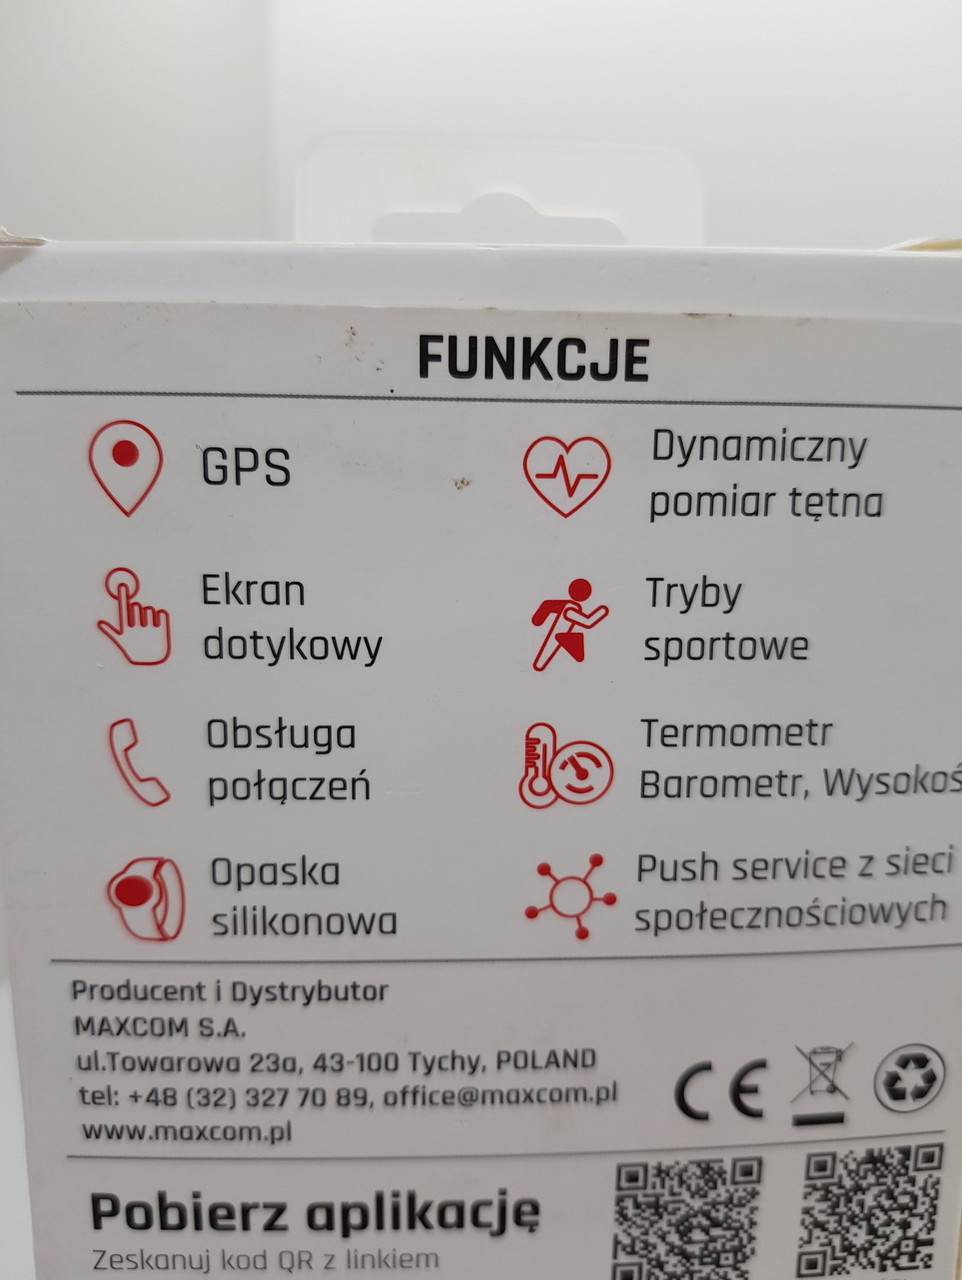 FUNKCJE
GPS
Ekran
dotykowy
Obsługa
połączeń
Opaska
silikonowa
Dynamiczny
pomiar tętna
Tryby
sportowe
Termometr
Barometr, Wysokoś
Push service z sieci
społecznościowych
Producent i Dystrybutor
MAXCOM S.A.
ul.Towarowa 23a, 43-100 Tychy, POLAND
tel: +48 (32) 327 70 89, office@maxcom.pl
www.maxcom.pl
CE
Pobierz aplikację
Zeskanuj kod QR z linkiem